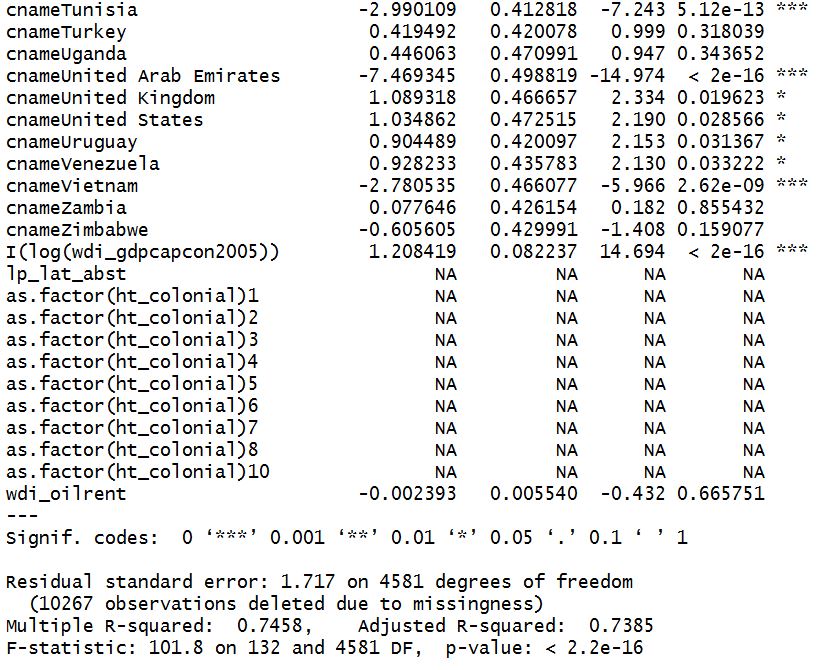 cnameTunisia -2.990109 0.412818 -7.243 5.12e-13 ***
cnameTurkey 0.419492 0.420078 0.999 0.318039
cnameUganda 0.446063 0.470991 0.947 0.343652
cnameUnited Arab Emirates -7.469345 0.498819 -14.974 < 2e-16 ***
cnameUnited Kingdom 1.089318 0.466657 2.334 0.019623 *
cnameUnited States 1.034862 0.472515 2.190 0.028566 *
cnameUruguay 0.904489 0.420097 2.153 0.031367 *
cnameVenezuela 0.928233 0.435783 2.130 0.033222 *
cnameVietnam -2.780535 0.466077 -5.966 2.62e-09 ***
cnameZambia 0.077646 0.426154 0.182 0.855432
cnameZimbabwe -0.605605 0.429991 -1.408 0.159077
I(log(wdi_gdpcapcon2005)) 1.208419 0.082237 14.694 < 2e-16 ***
lp_lat_abst NA NA NA NA
as.factor(ht_colonial)1 NA NA NA NA
as.factor(ht_colonial)2 NA NA NA NA
as.factor(ht_colonial)3 NA NA NA NA
as.factor(ht_colonial)4 NA NA NA NA
as.factor(ht_colonial)5 NA NA NA NA
as.factor(ht_colonial)6 NA NA NA NA
as.factor(ht_colonial)7 NA NA NA NA
as.factor(ht_colonial)8 NA NA NA NA
as.factor(ht_colonial)10 NA NA NA NA
wdi_oilrent -0.002393 0.005540 -0.432 0.665751
---
Signif. codes: 0 ‘***’ 0.001 ‘**’ 0.01 ‘*’ 0.05 ‘.’ 0.1 ‘ ’ 1
Residual standard error: 1.717 on 4581 degrees of freedom
(10267 observations deleted due to missingness)
Multiple R-squared: 0.7458, Adjusted R-squared: 0.7385
F-statistic: 101.8 on 132 and 4581 DF, p-value: < 2.2e-16